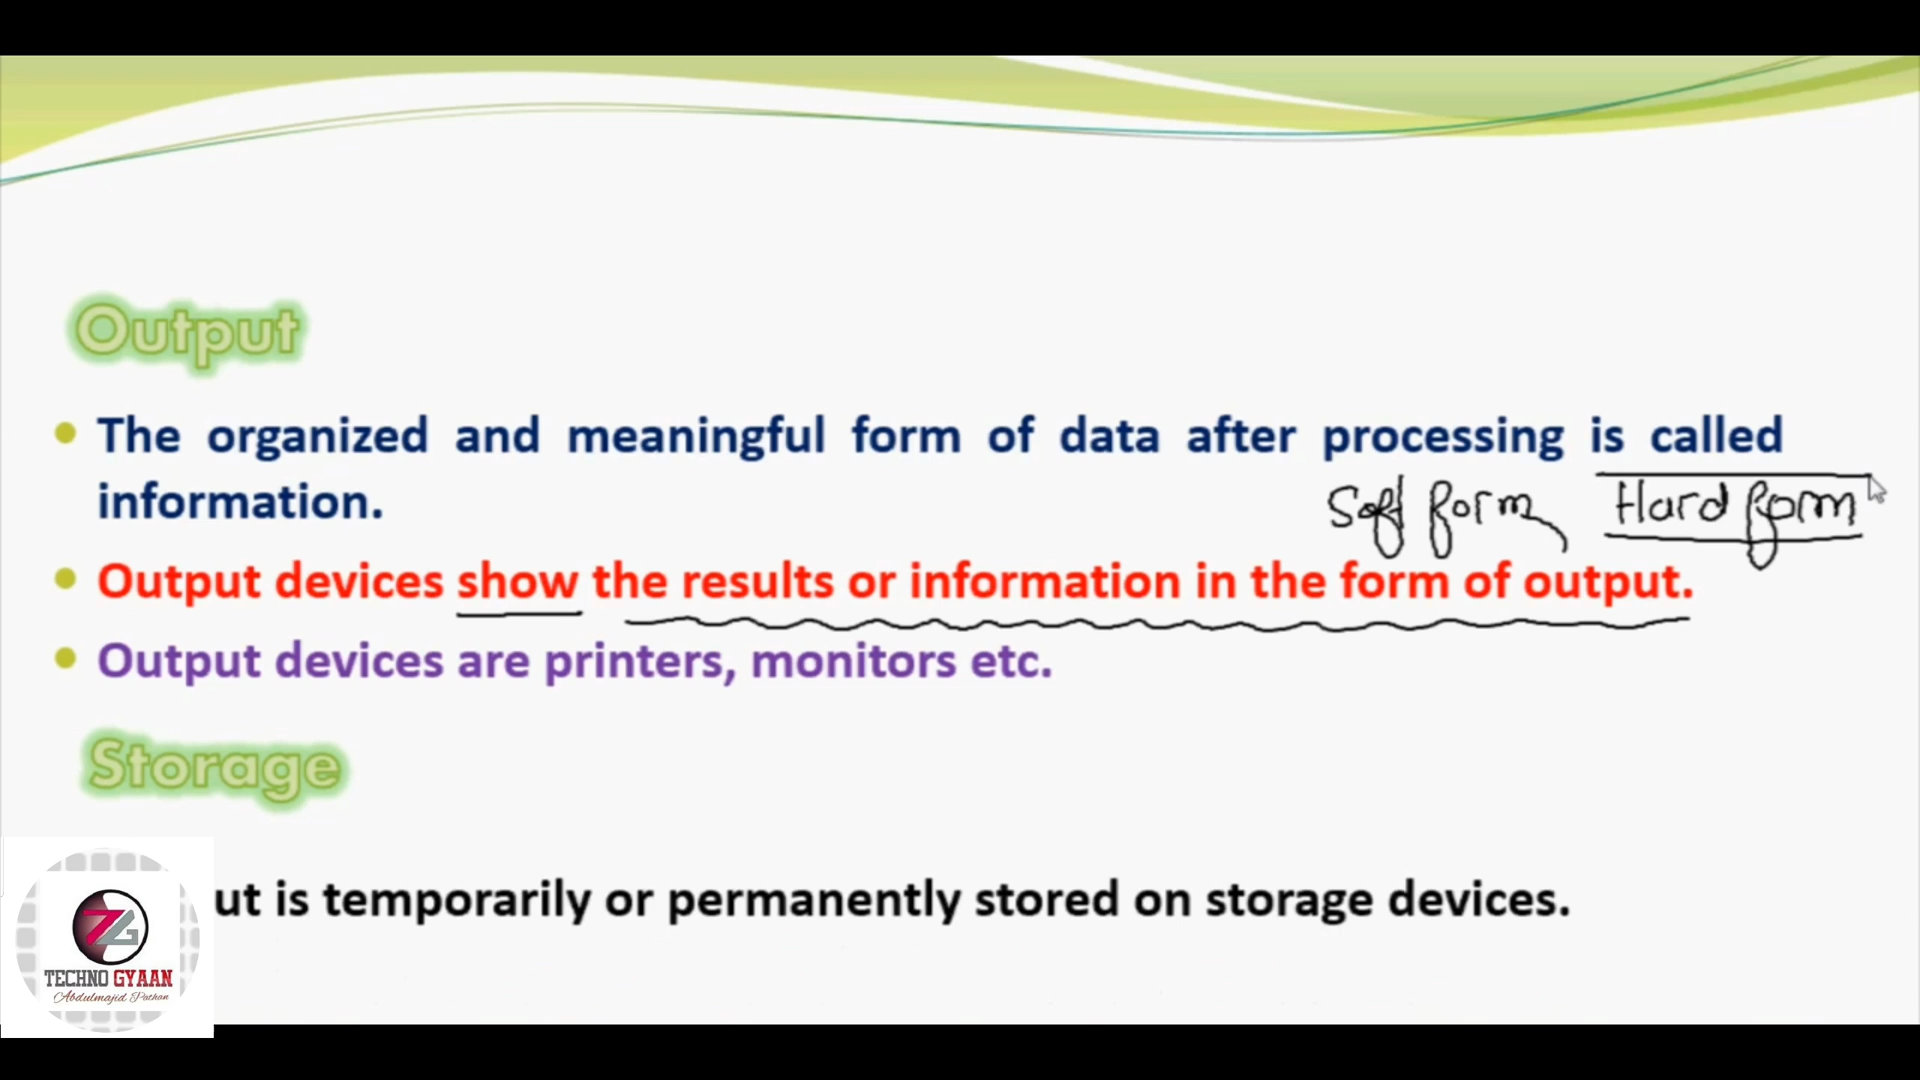 Output
The organized and meaningful form of data after processing is called
information.
Soft form Hard form
Output devices show the results or information in the form of output.
Output devices are printers, monitors etc.
Storage
ut is temporarily or permanently stored on storage devices.
ZG
TECHNO GYAAN
Abdulmajid Pathan